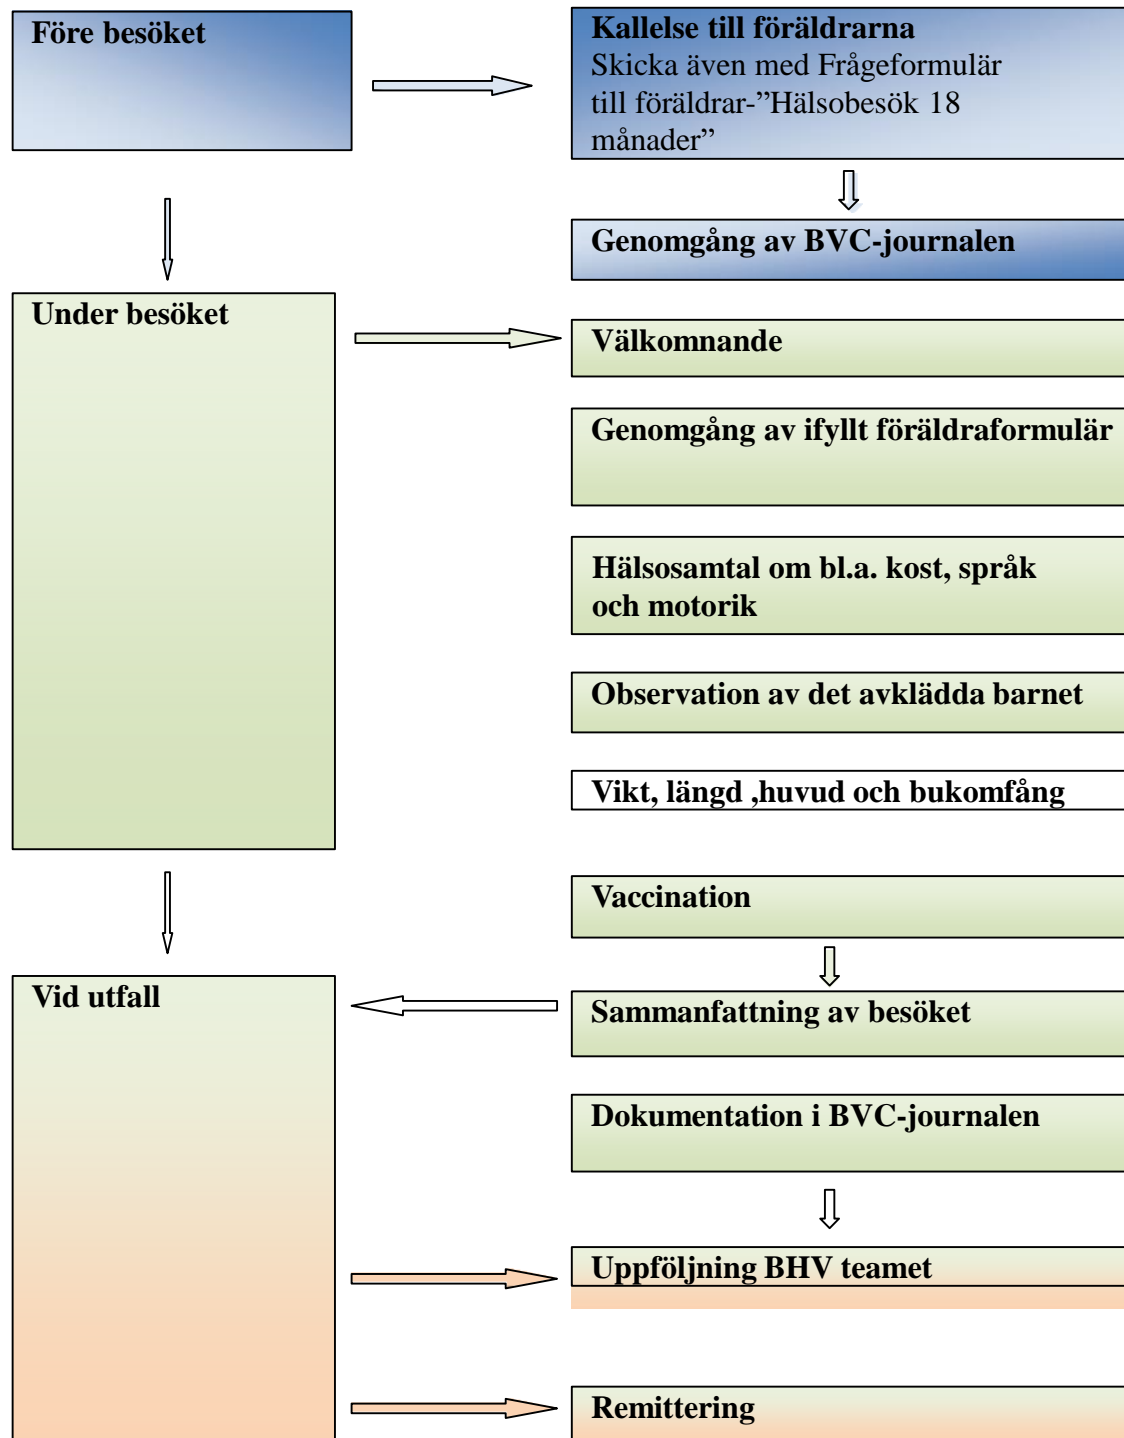 Före besöket
Kallelse till föräldrarna
Skicka även med Frågeformulär
till föräldrar-”Hälsobesök 18
månader”
Genomgång av BVC-journalen
Under besöket
Välkomnande
Genomgång av ifyllt föräldraformulär
Hälsosamtal om bl.a. kost, språk
och motorik
Observation av det avklädda barnet
Vikt, längd ,huvud och bukomfång
Vaccination
Vid utfall
Sammanfattning av besöket
Dokumentation i BVC-journalen
Uppföljning BHV teamet
Remittering